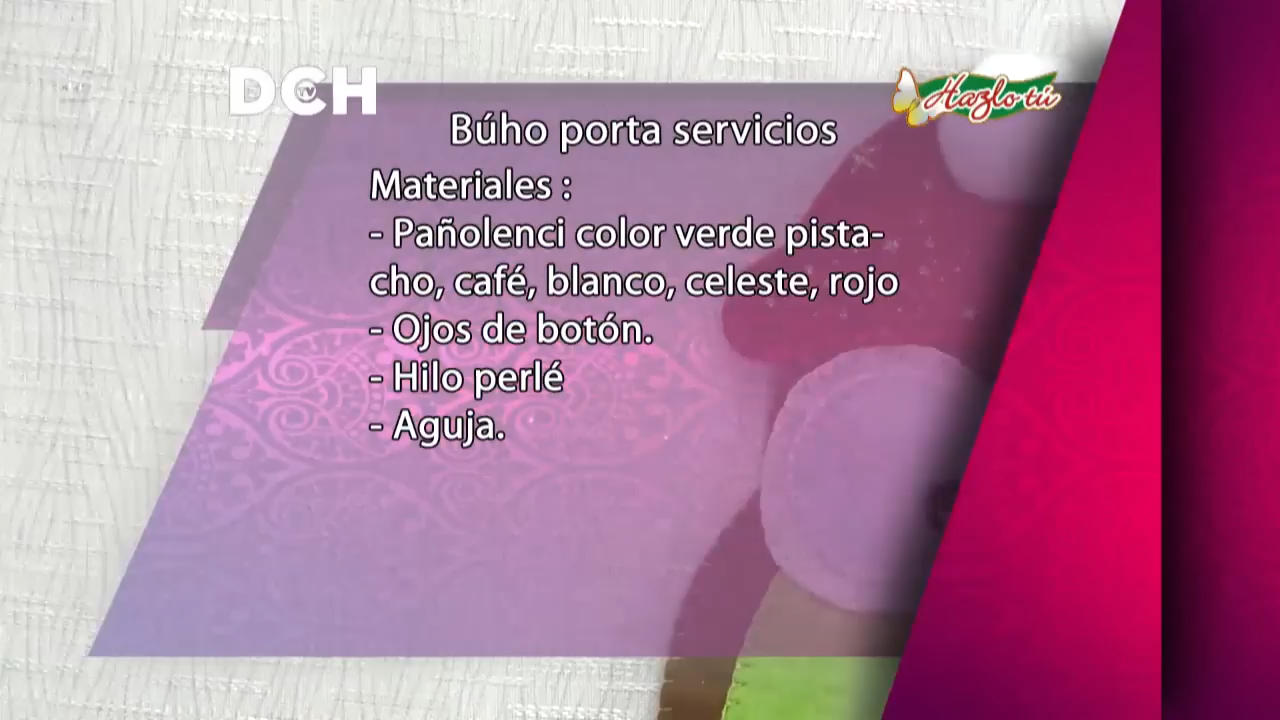 DCH
TV
Hazlo tú
Búho porta servicios
Materiales :
- Pañolenci color verde pista-
cho, café, blanco, celeste, rojo
- Ojos de botón.
- Hilo perlé
- Aguja.